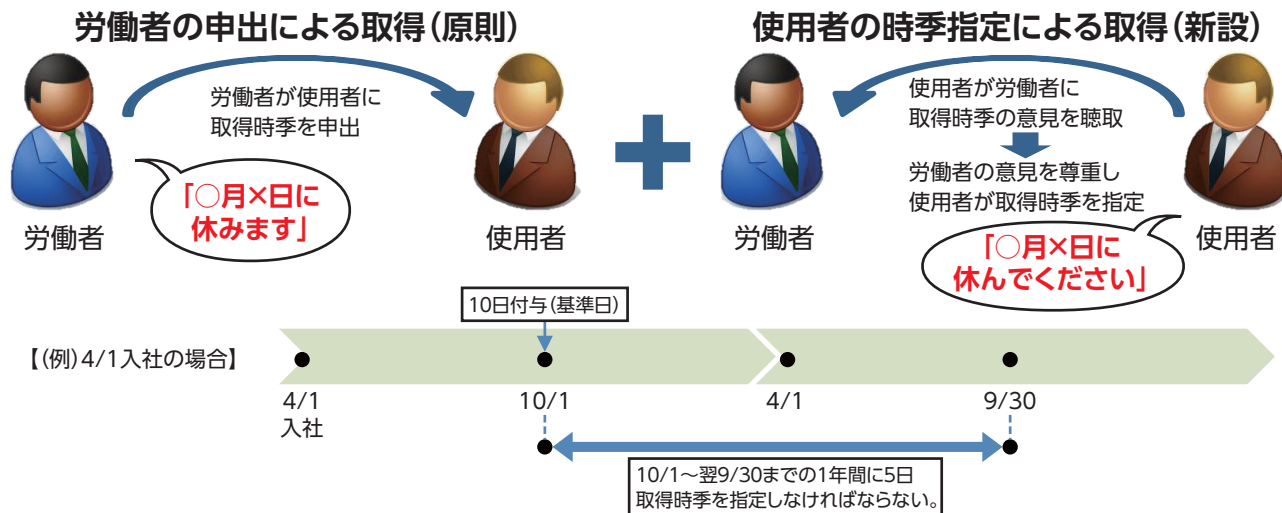 労働者の申出による取得(原則)
労働者が使用者に
取得時季を申出
「○月×日に
休みます」
労働者
使用者
使用者の時季指定による取得(新設)
使用者が労働者に
取得時季の意見を聴取
労働者の意見を尊重し
使用者が取得時季を指定
「○月×日に
休んでください」
労働者
使用者
10日付与(基準日)
【(例)4/1入社の場合】
4/1
入社
10/1
4/1
9/30
10/1～翌9/30までの1年間に5日
取得時季を指定しなければならない。